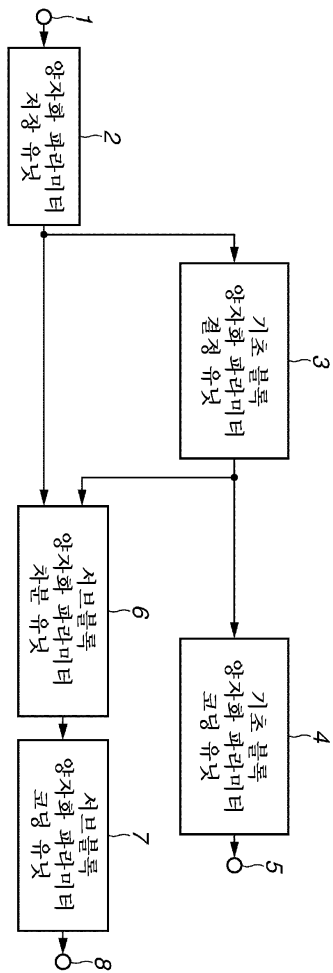 1
양자화 파라미터
저장 유닛
2
기초 블록
양자화 파라미터
결정 유닛
3
기초 블록
양자화 파라미터
코딩 유닛
4
5
서브블록
양자화 파라미터
차분 유닛
6
서브블록
양자화 파라미터
코딩 유닛
7
8